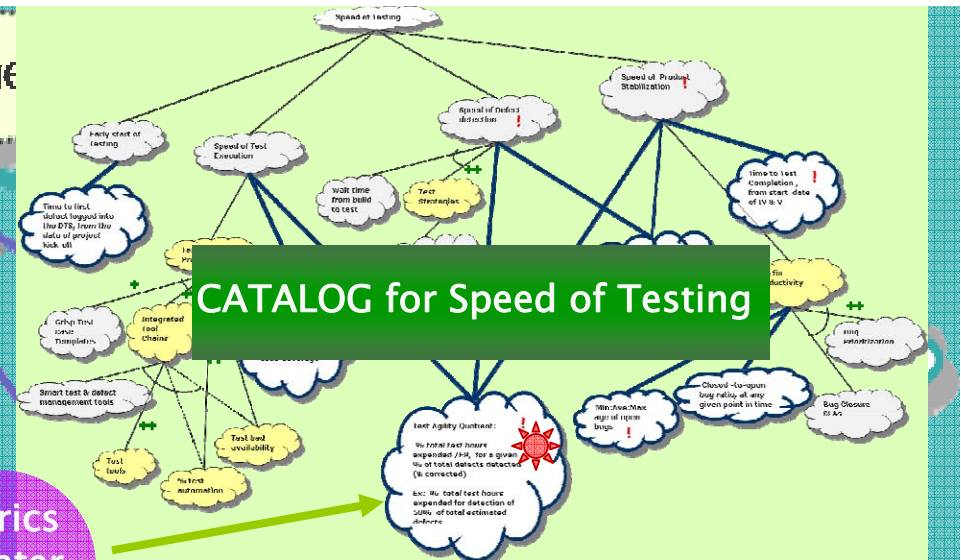 Speed of Testing
Speed of Product
Stabilization !
Speed of Defect
detection !
Early start of
Testing
Speed of Test
Execution
Time to first
defect logged into
the DTS, from the
date of project
kick-off
Wait time
from build
to test
++
Test
Strategies
Time to Test
Completion , !
from start date
of IV & V
CATALOG for Speed of Testing
+
Crisp Test
Case
Templates
Integrated
Tool
Chains
++
Bug
Prioritization
Smart test & defect
management tools
++
Test
tools
% test
automation
Test bed
availability
Min:Ave:Max
age of open
bugs !
Closed -to-open
bug ratio, at any
given point in time
Bug Closure
SLAs
Test Agility Quotient: !
% total test hours
expended /FR, for a given
% of total defects detected
(% corrected)
Ex: % total test hours
expended for detection of
50% of total estimated
defects